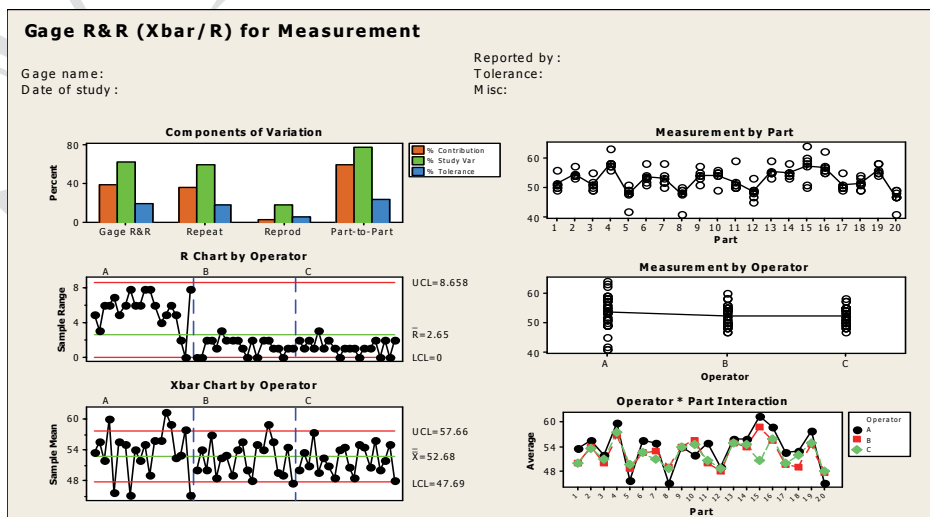 Gage R&R (Xbar/R) for Measurement
Gage name:
Date of study:
Reported by:
Tolerance:
Misc:
Components of Variation
80
40
0
Percent
Gage R&R Repeat Reprod Part-to-Part
% Contribution
% Study Var
% Tolerance
R Chart by Operator
A B C
8
4
0
Sample Range
UCL=8.658
R=2.65
LCL=0
Xbar Chart by Operator
A B C
60
54
48
Sample Mean
UCL=57.66
X=52.68
LCL=47.69
Measurement by Part
60
50
40
1 2 3 4 5 6 7 8 9 10 11 12 13 14 15 16 17 18 19 20
Part
Measurement by Operator
60
50
40
A B C
Operator
Operator * Part Interaction
60
54
48
Average
1 2 3 4 5 6 7 8 9 10 11 12 13 14 15 16 17 18 19 20
Part
Operator
A
B
C